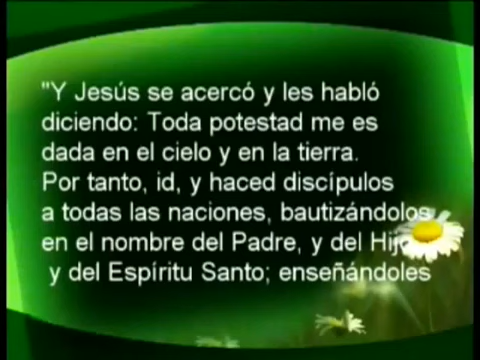 "Y Jesús se acercó y les habló
diciendo: Toda potestad me es
dada en el cielo y en la tierra.
Por tanto, id, y haced discípulos
a todas las naciones, bautizándolos
en el nombre del Padre, y del Hijo
y del Espíritu Santo; enseñándoles